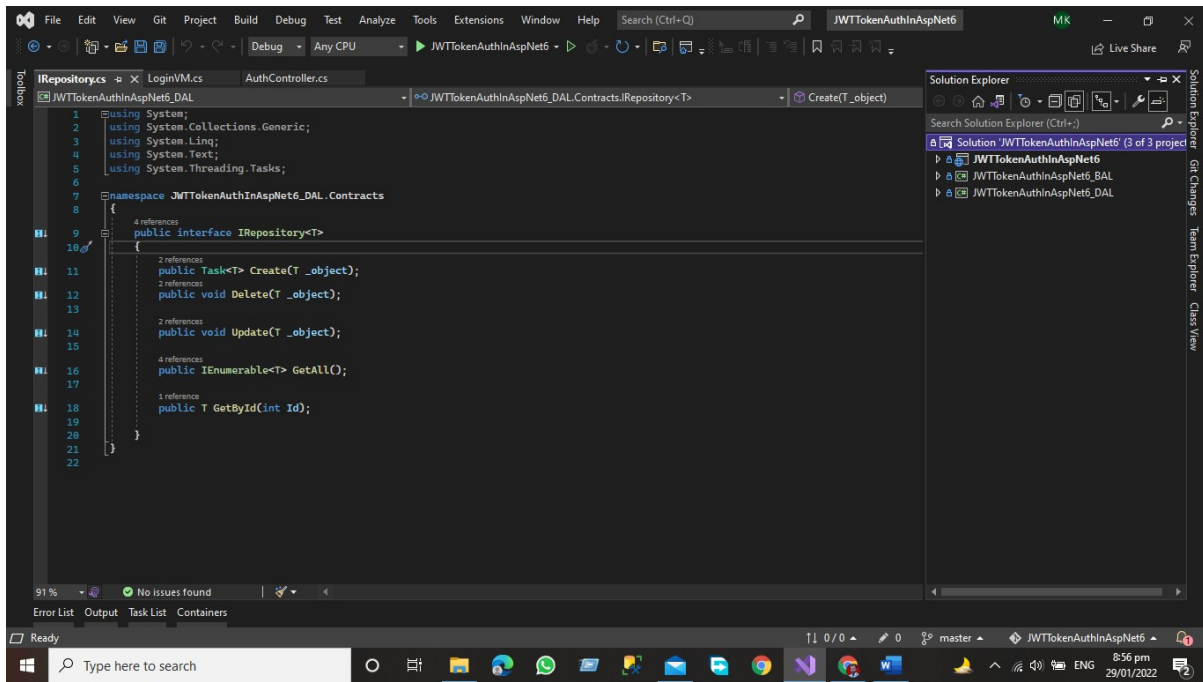 File Edit View Git Project Build Debug Test Analyze Tools Extensions Window Help Search (Ctrl+Q) JWTTokenAuthInAspNet6 MK
Debug Any CPU JWTTokenAuthInAspNet6 Live Share
Toolbox
IRepository.cs LoginVM.cs AuthController.cs
JWTTokenAuthInAspNet6_DAL JWTTokenAuthInAspNet6_DAL.Contracts.IRepository<T> Create(T _object)
1 using System;
2 using System.Collections.Generic;
3 using System.Linq;
4 using System.Text;
5 using System.Threading.Tasks;
6
7 namespace JWTTokenAuthInAspNet6_DAL.Contracts
8 {
4 references
9 public interface IRepository<T>
10 {
2 references
11 public Task<T> Create(T _object);
2 references
12 public void Delete(T _object);
13
2 references
14 public void Update(T _object);
15
4 references
16 public IEnumerable<T> GetAll();
17
1 reference
18 public T GetById(int Id);
19
20 }
21 }
22
Solution Explorer
Search Solution Explorer (Ctrl+;)
Solution 'JWTTokenAuthInAspNet6' (3 of 3 project
JWTTokenAuthInAspNet6
JWTTokenAuthInAspNet6_BAL
JWTTokenAuthInAspNet6_DAL
Solution Explorer
Git Changes
Team Explorer
Class View
91 % No issues found
Error List Output Task List Containers
Ready 0 / 0 0 master JWTTokenAuthInAspNet6 1
Type here to search ENG 8:56 pm
29/01/2022 2